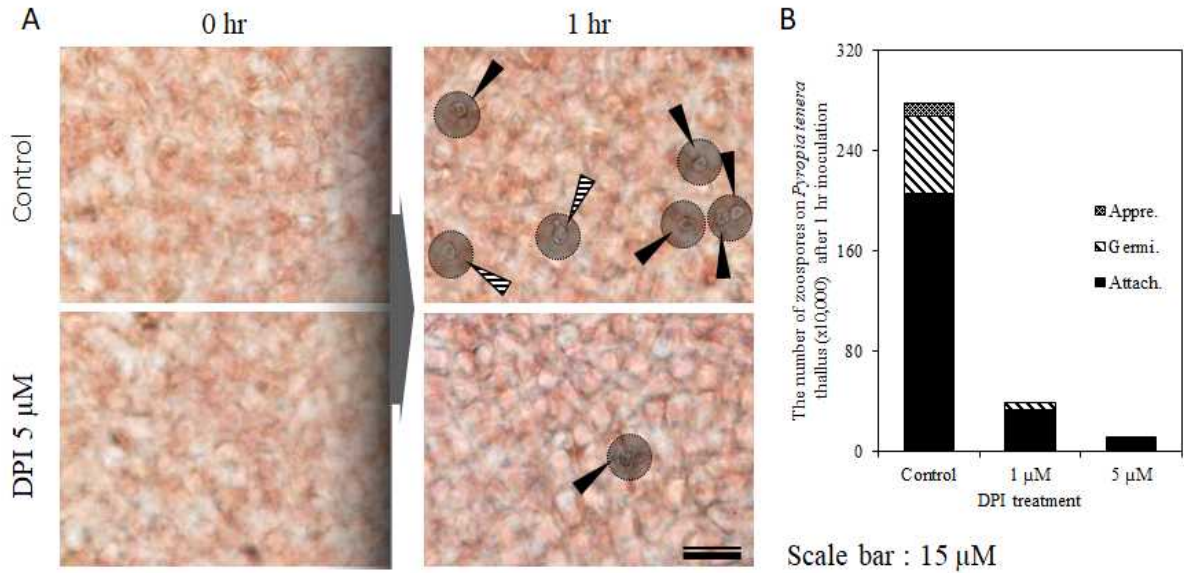 A
0 hr
1 hr
Control
DPI 5 μM
B
320
240
160
80
0
The number of zoospores on Pyropia tenera
thallus (x10,000) after 1 hr inoculation
Appre.
Germi.
Attach.
Control
1 μM
5 μM
DPI treatment
Scale bar : 15 μM